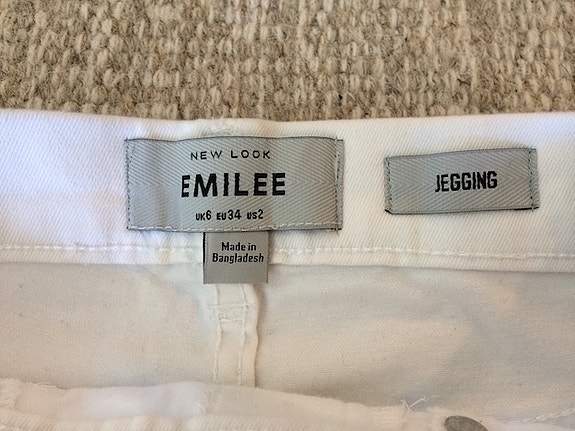 NEW LOOK
EMILEE
UK6 EU34 US2
JEGGING
Made in
Bangladesh